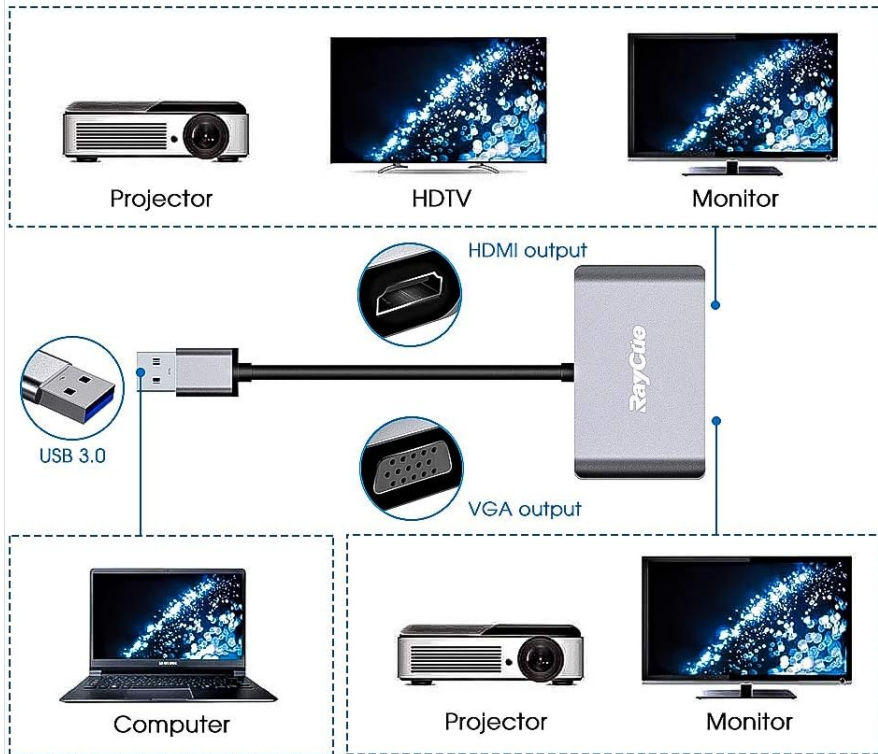 Projector
HDTV
Monitor
HDMI output
RayCue
USB 3.0
VGA output
Computer
Projector
Monitor